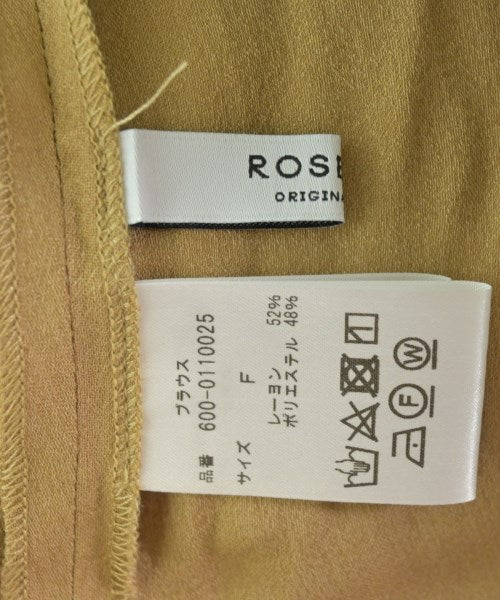 ROSE
ORIGINA
ブラウス
品番 600-0110025
サイズ F
レーヨン 52%
ポリエステル 48%
F
W